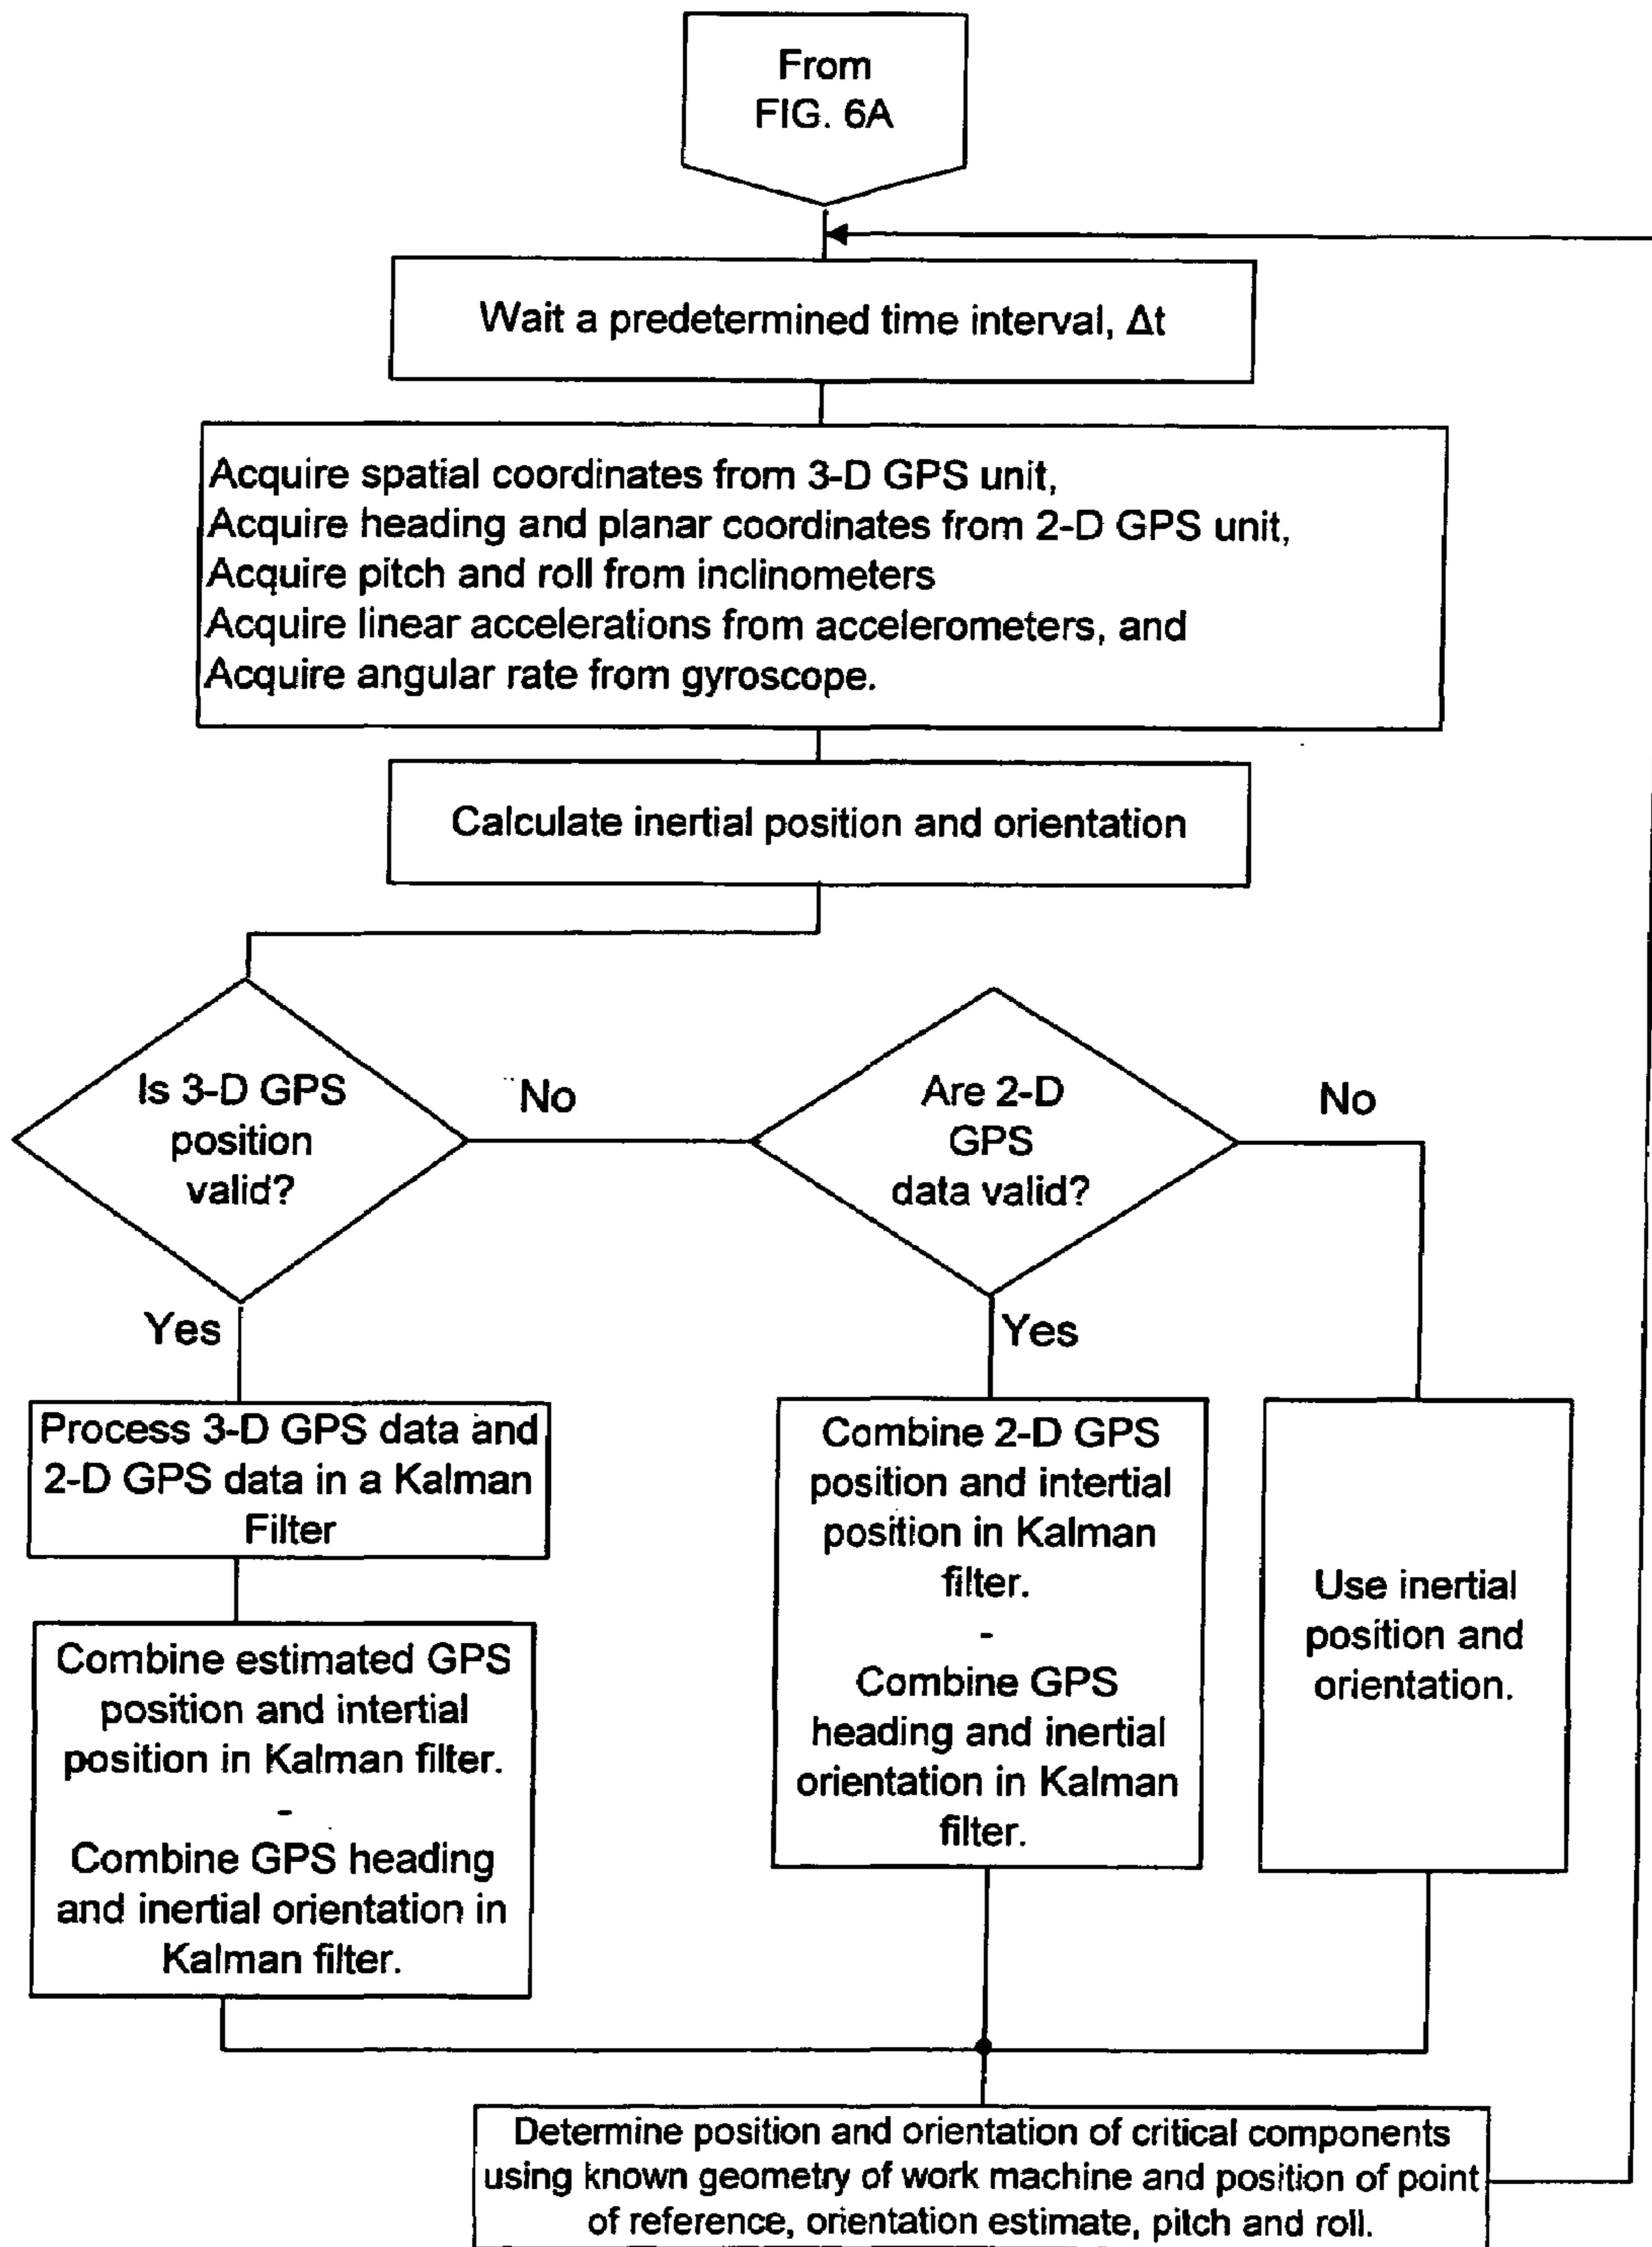 From
FIG. 6A
Wait a predetermined time interval, Δt
Acquire spatial coordinates from 3-D GPS unit,
Acquire heading and planar coordinates from 2-D GPS unit,
Acquire pitch and roll from inclinometers
Acquire linear accelerations from accelerometers, and
Acquire angular rate from gyroscope.
Calculate inertial position and orientation
Is 3-D GPS
position
valid?
No
Are 2-D
GPS
data valid?
No
Yes
Yes
Process 3-D GPS data and
2-D GPS data in a Kalman
Filter
Combine estimated GPS
position and intertial
position in Kalman filter.
-
Combine GPS heading
and inertial orientation in
Kalman filter.
Combine 2-D GPS
position and intertial
position in Kalman
filter.
-
Combine GPS
heading and inertial
orientation in Kalman
filter.
Use inertial
position and
orientation.
Determine position and orientation of critical components
using known geometry of work machine and position of point
of reference, orientation estimate, pitch and roll.